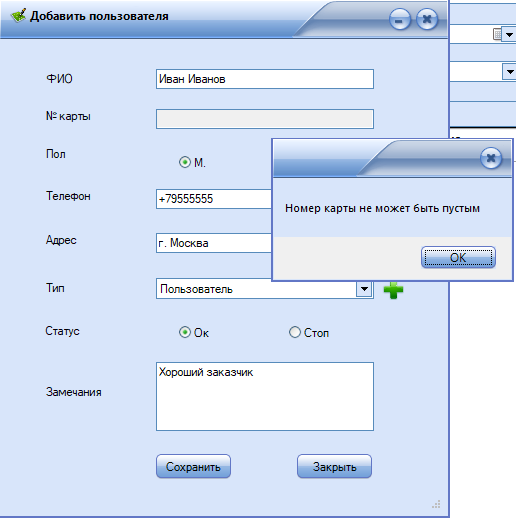 Добавить пользователя
ФИО
Иван Иванов
№ карты
Пол
М.
Номер карты не может быть пустым
OK
Телефон
+79555555
Адрес
г. Москва
Тип
Пользователь
Статус
Ок
Стоп
Замечания
Хороший заказчик
Сохранить
Закрыть